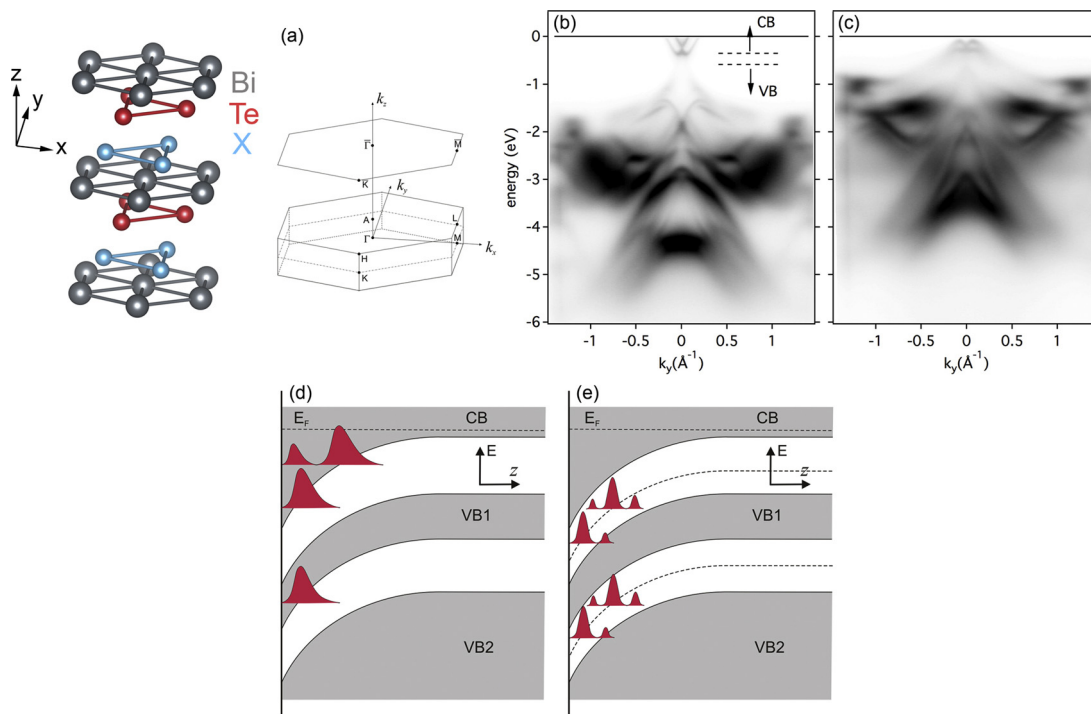 (a)
z
y
x
Bi
Te
X
k_z
Γ̄
M̄
K̄
k_y
A
L
Γ
M
k_x
H
K
(b)
CB
VB
energy (eV)
0
-1
-2
-3
-4
-5
-6
-1
-0.5
0
0.5
1
k_y(Å⁻¹)
(c)
-1
-0.5
0
0.5
1
k_y(Å⁻¹)
(d)
E_F
CB
E
z
VB1
VB2
(e)
E_F
CB
E
z
VB1
VB2